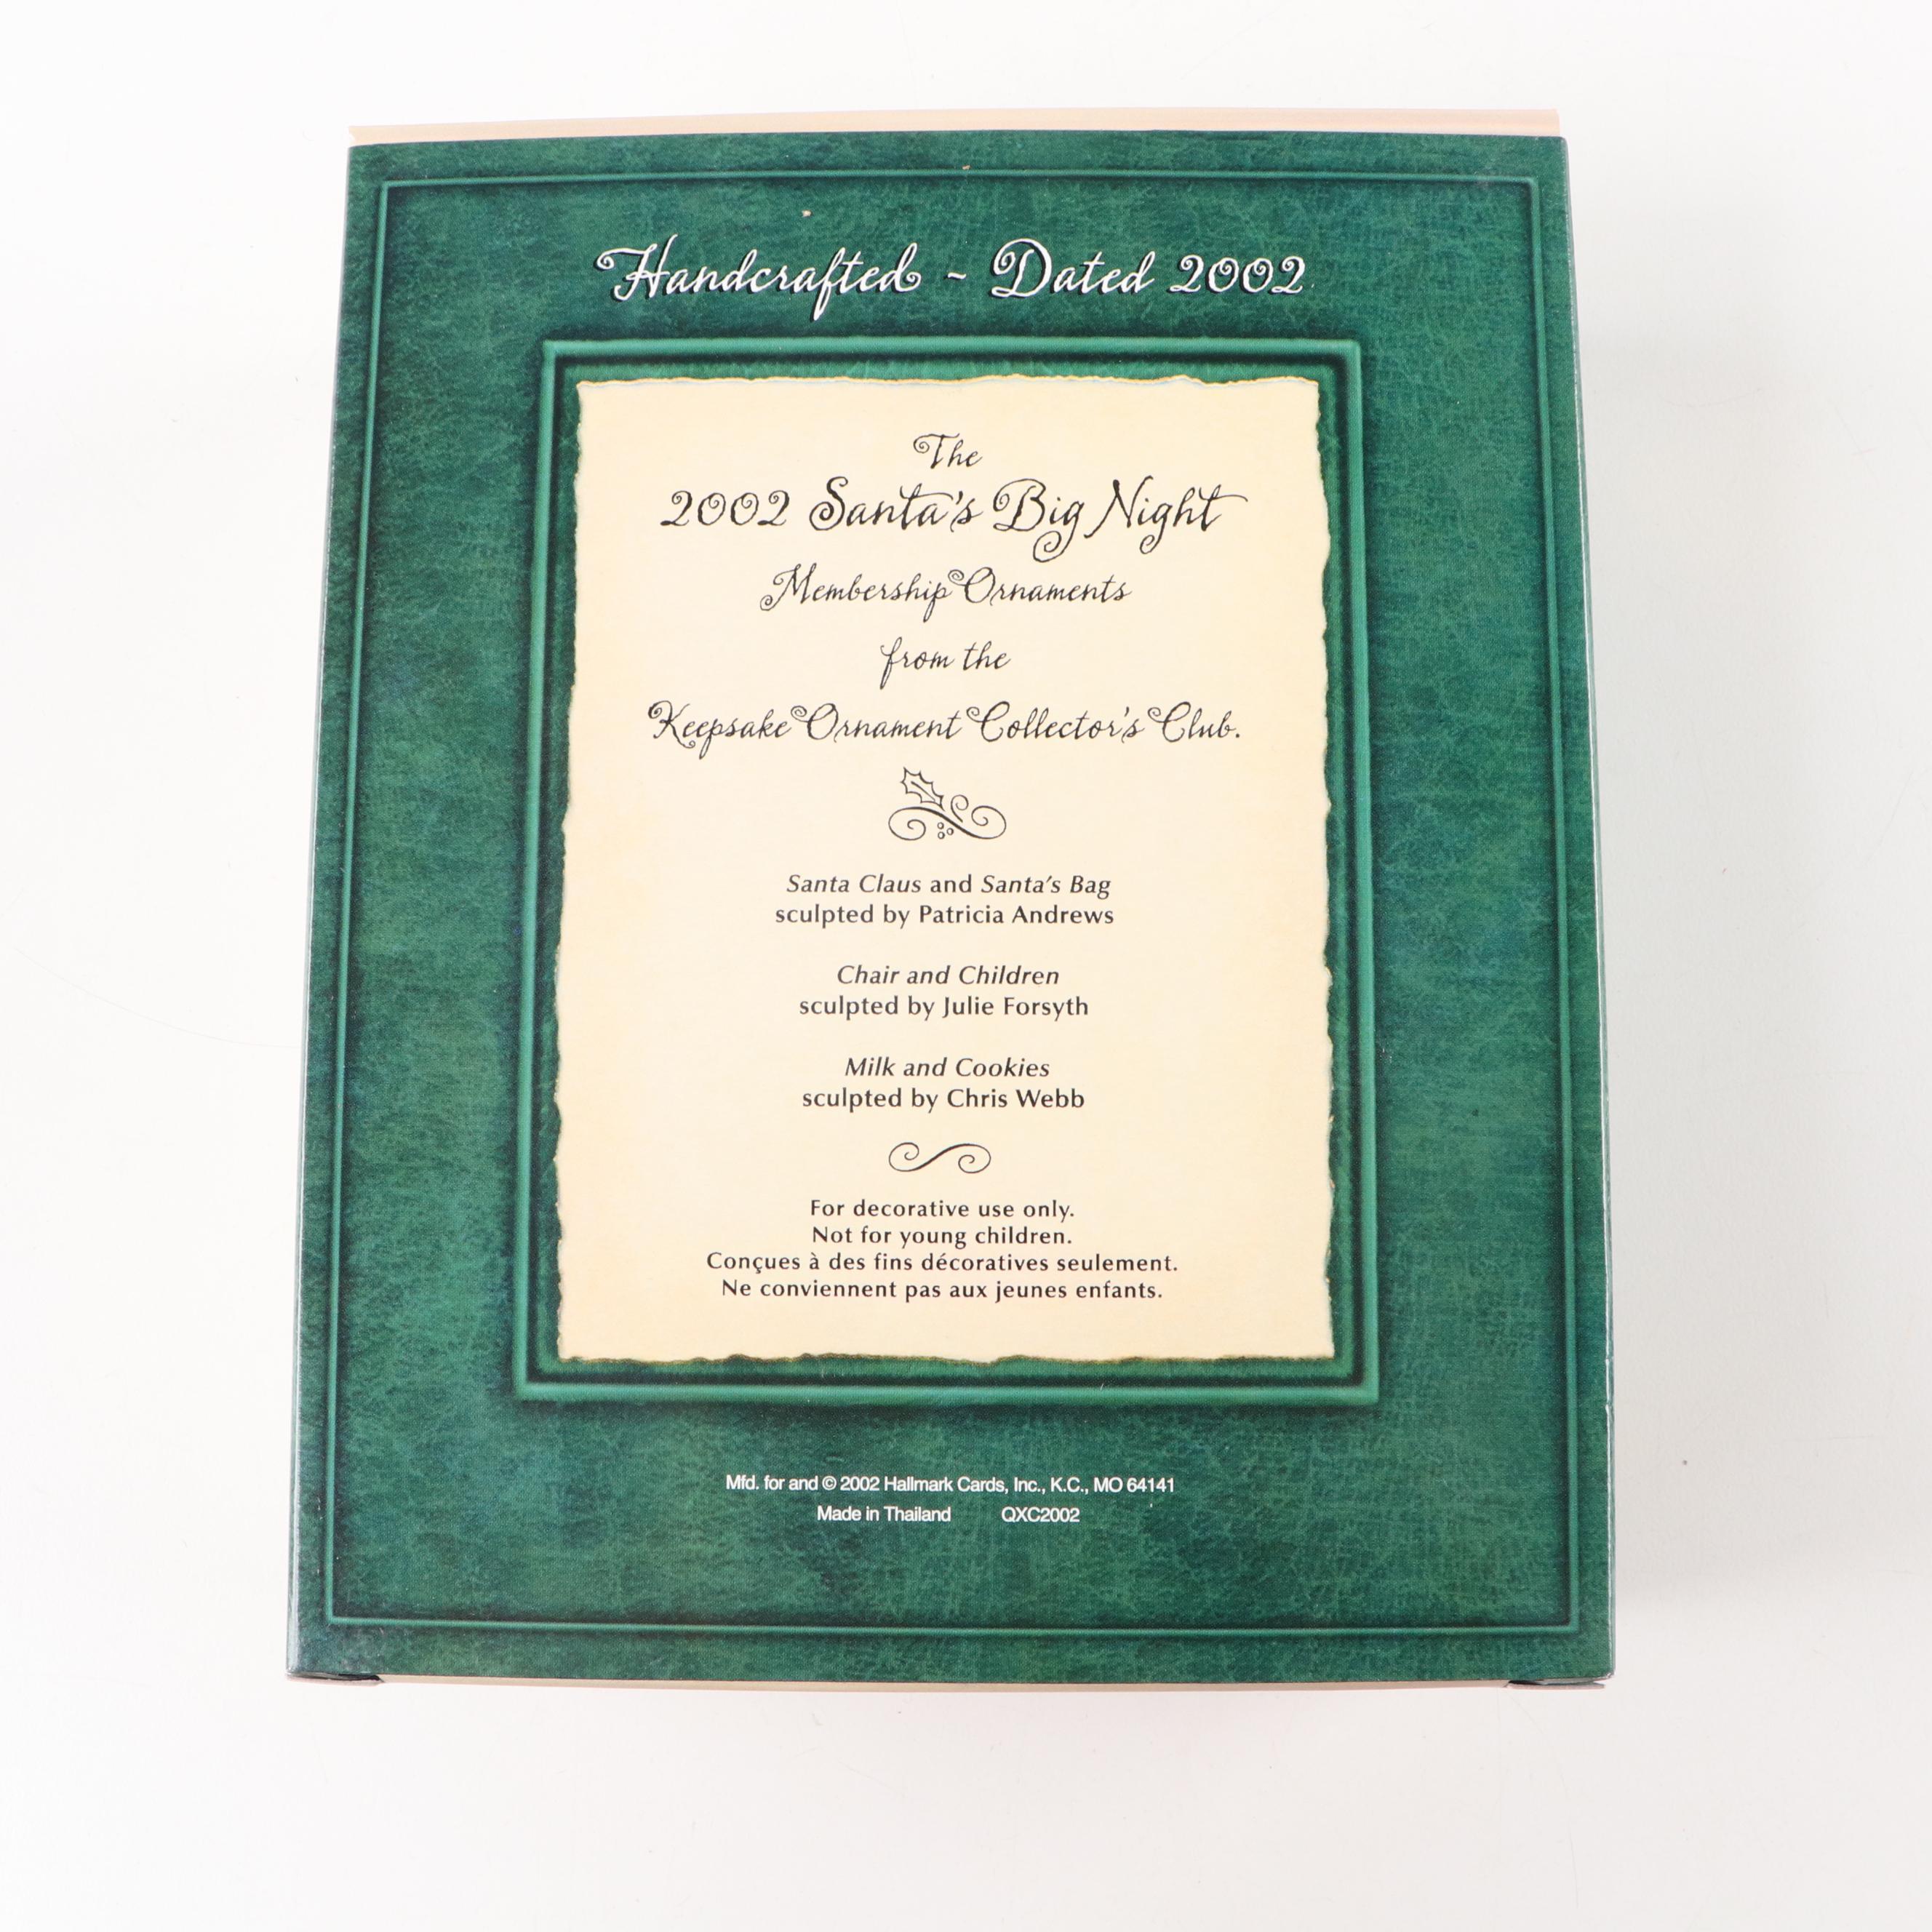 Handcrafted ~ Dated 2002
The
2002 Santa's Big Night
Membership Ornaments
from the
Keepsake Ornament Collector's Club.
Santa Claus and Santa's Bag
sculpted by Patricia Andrews
Chair and Children
sculpted by Julie Forsyth
Milk and Cookies
sculpted by Chris Webb
For decorative use only.
Not for young children.
Conçues à des fins décoratives seulement.
Ne conviennent pas aux jeunes enfants.
Mfd. for and © 2002 Hallmark Cards, Inc., K.C., MO 64141
Made in Thailand QXC2002